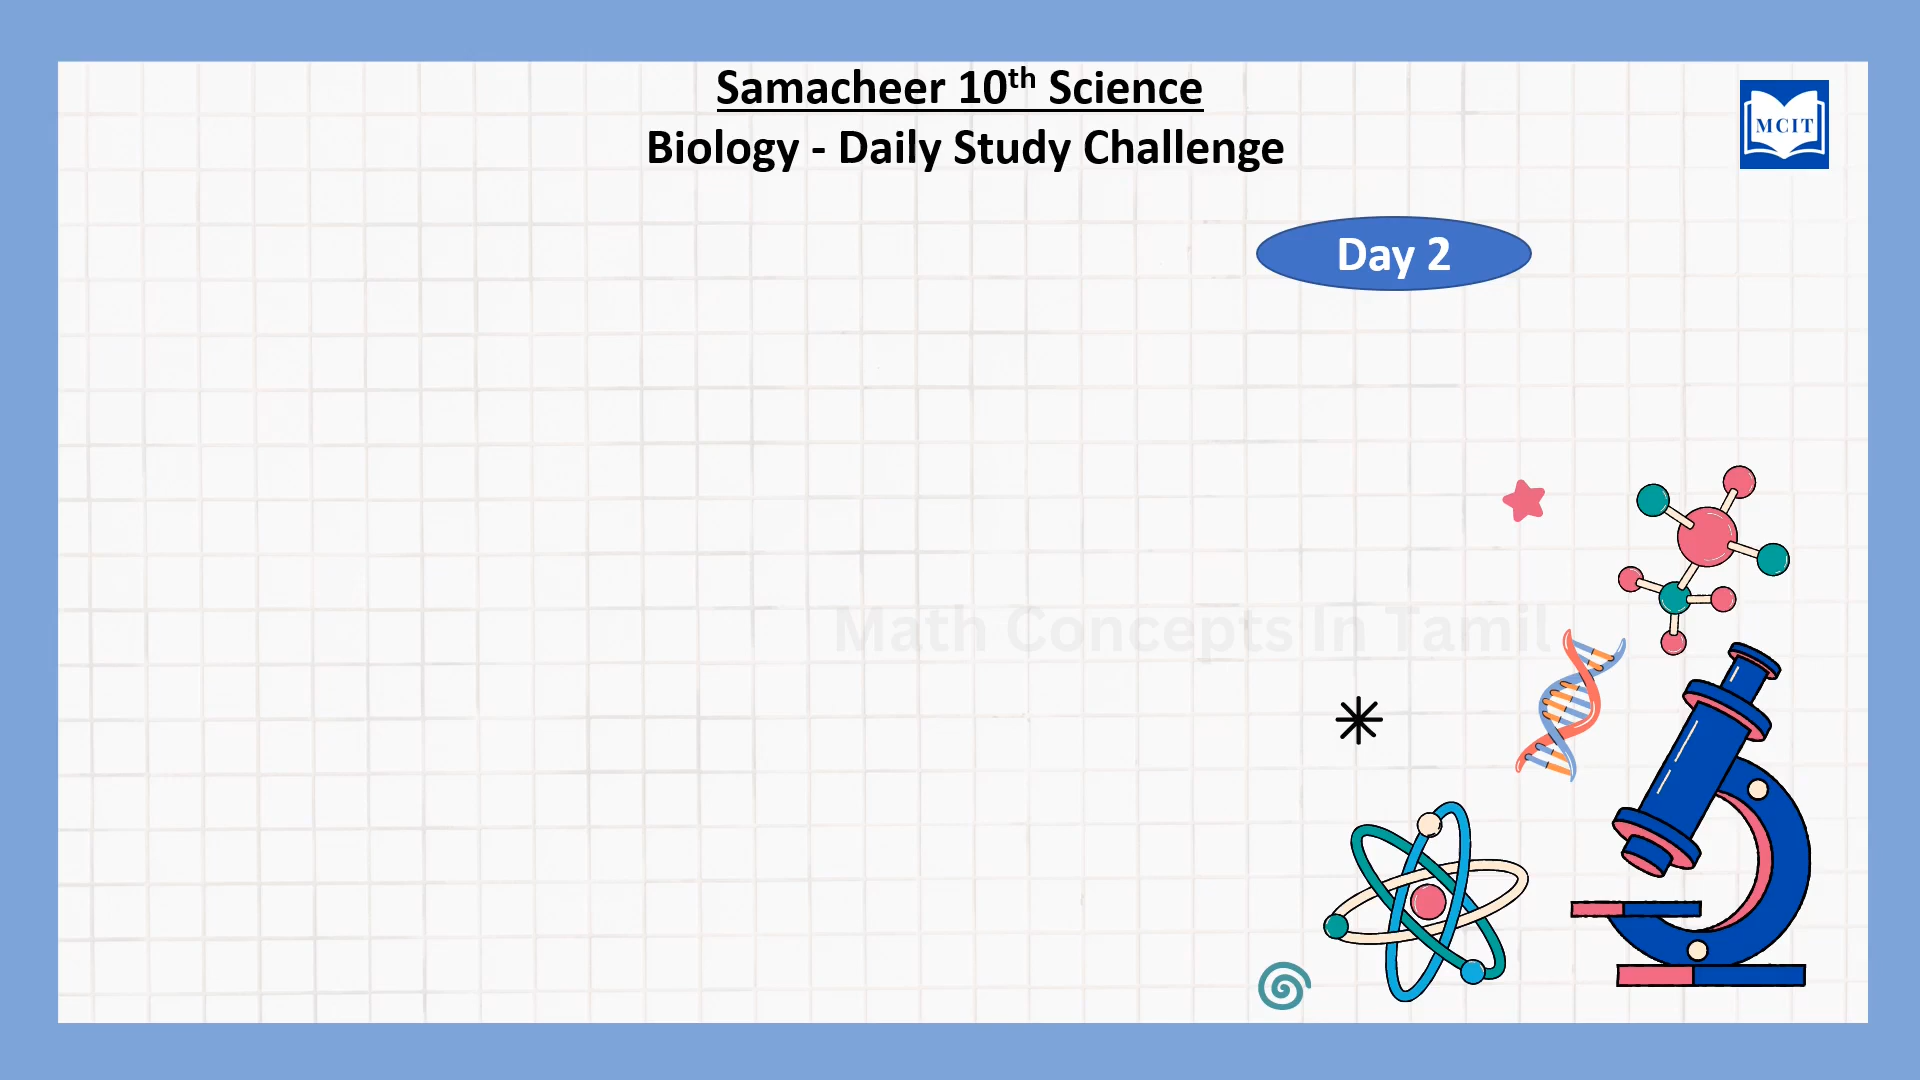 Samacheer 10th Science
Biology - Daily Study Challenge
MCIT
Day 2
Math Concepts In Tamil